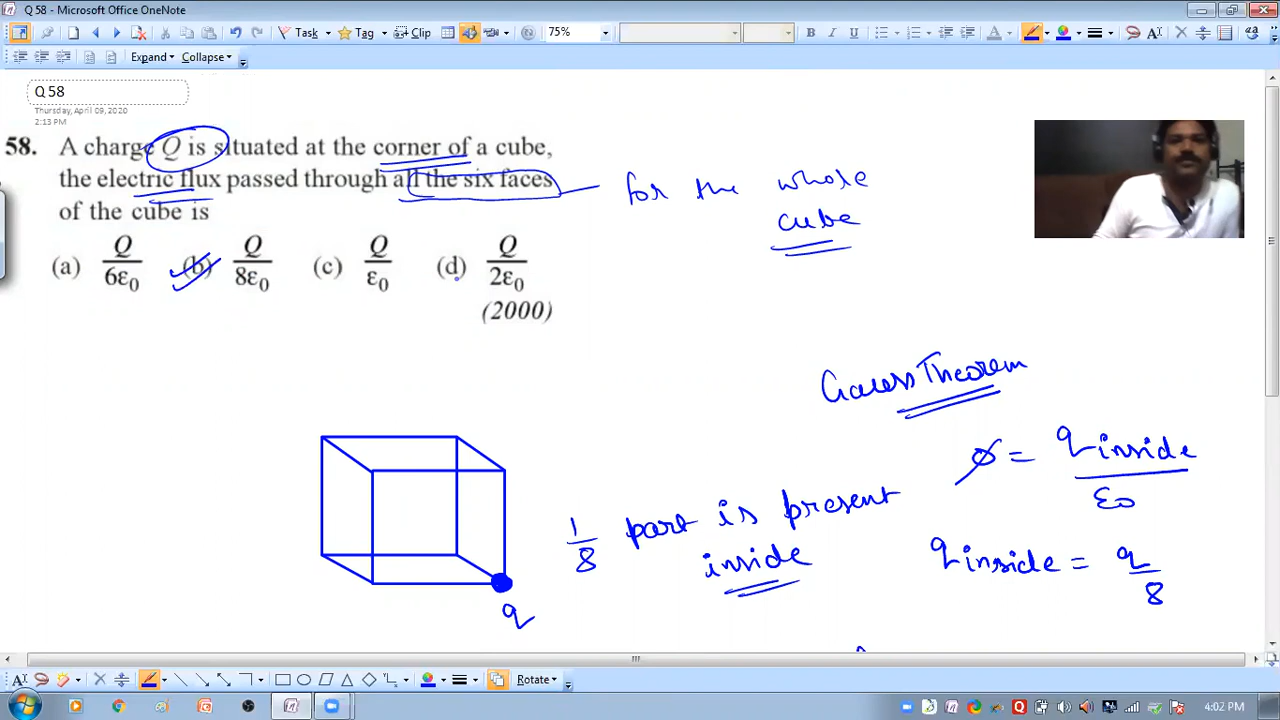 Q 58 - Microsoft Office OneNote
Task
Tag
Clip
75%
B I U
A
Expand
Collapse
Q 58
Thursday, April 09, 2020
2:13 PM
58. A charge Q is situated at the corner of a cube,
the electric flux passed through all the six faces
of the cube is
(a) Q/6ε₀ (b) Q/8ε₀ (c) Q/ε₀ (d) Q/2ε₀
(2000)
for the whole
cube
Gauss Theorem
ϕ = q inside / ε₀
1/8 part is present
inside
q inside = q/8
q
Rotate
4:02 PM